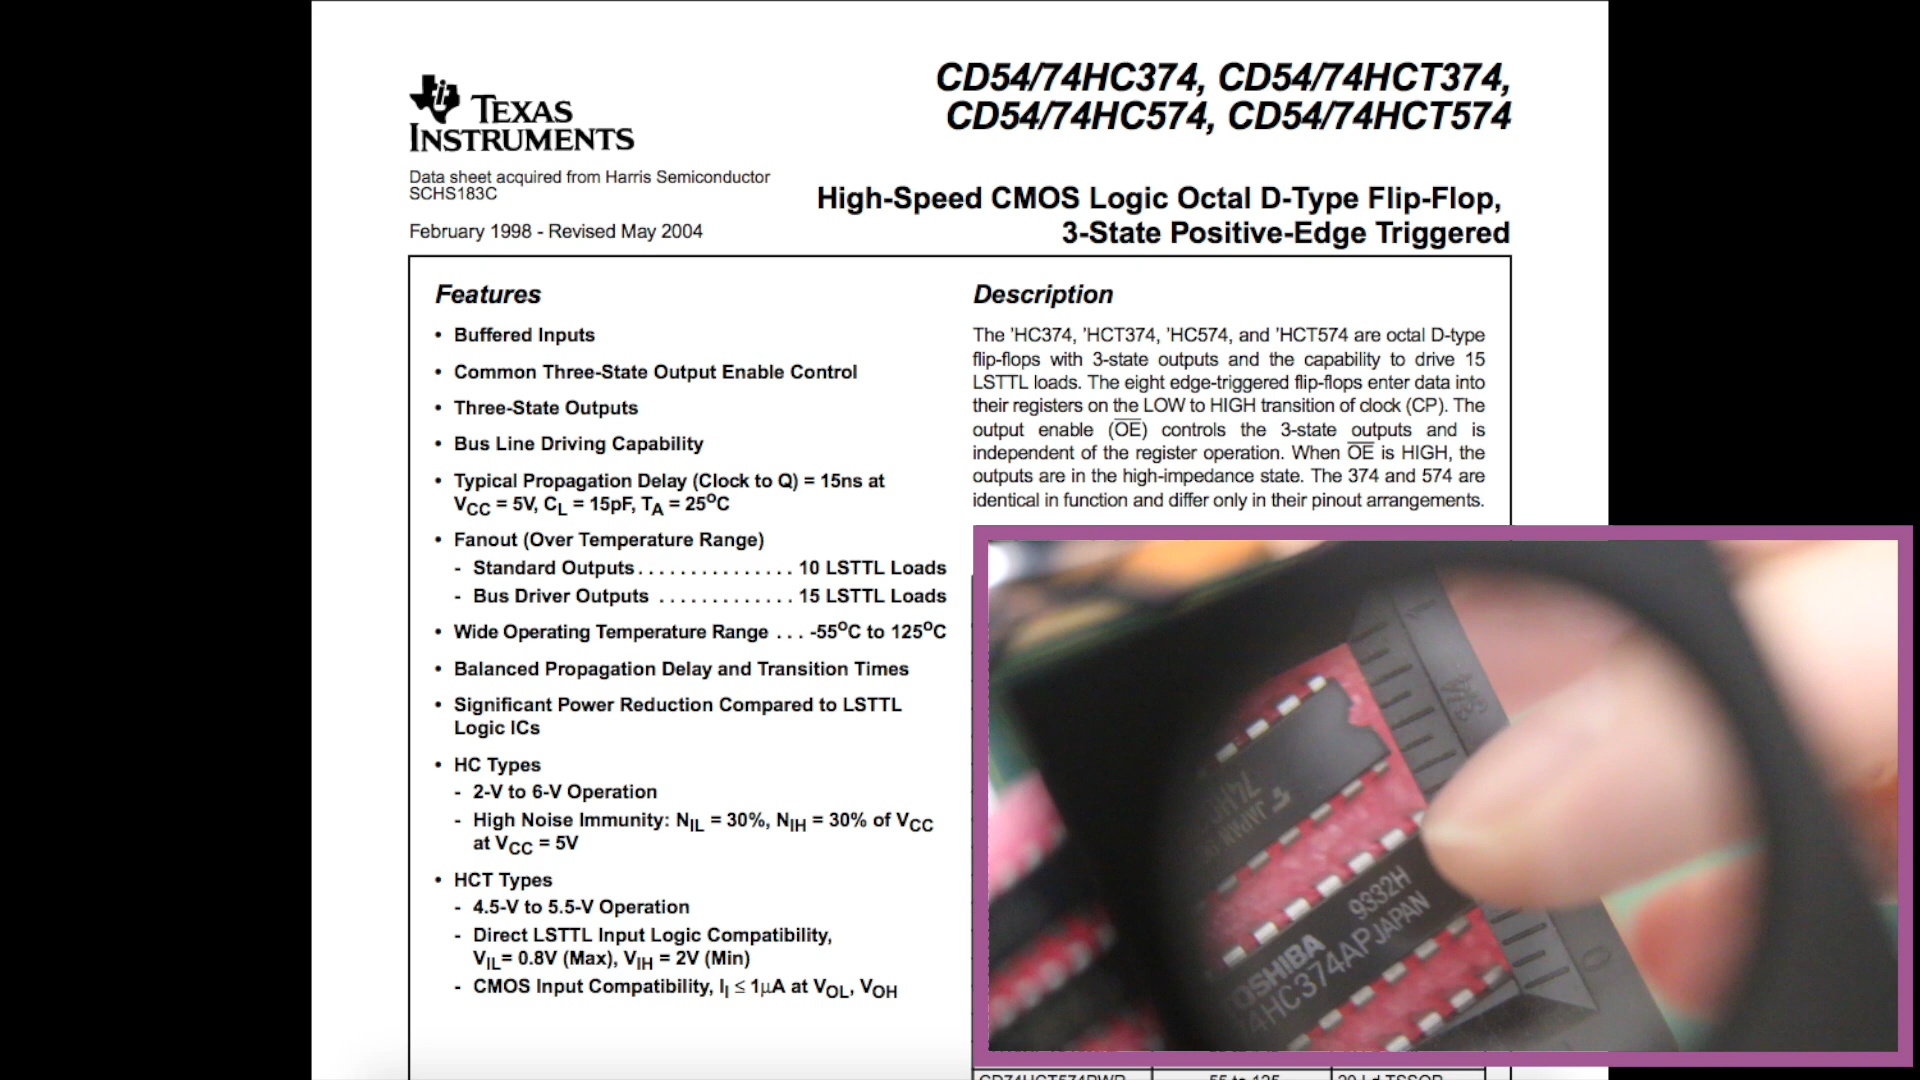 TEXAS
INSTRUMENTS
Data sheet acquired from Harris Semiconductor
SCHS183C
February 1998 - Revised May 2004
CD54/74HC374, CD54/74HCT374,
CD54/74HC574, CD54/74HCT574
High-Speed CMOS Logic Octal D-Type Flip-Flop,
3-State Positive-Edge Triggered
Features
• Buffered Inputs
• Common Three-State Output Enable Control
• Three-State Outputs
• Bus Line Driving Capability
• Typical Propagation Delay (Clock to Q) = 15ns at
VCC = 5V, CL = 15pF, TA = 25°C
• Fanout (Over Temperature Range)
- Standard Outputs . . . . . . . . . . . . . . . 10 LSTTL Loads
- Bus Driver Outputs . . . . . . . . . . . . . 15 LSTTL Loads
• Wide Operating Temperature Range . . . -55°C to 125°C
• Balanced Propagation Delay and Transition Times
• Significant Power Reduction Compared to LSTTL
Logic ICs
• HC Types
- 2-V to 6-V Operation
- High Noise Immunity: NIL = 30%, NIH = 30% of VCC
at VCC = 5V
• HCT Types
- 4.5-V to 5.5-V Operation
- Direct LSTTL Input Logic Compatibility,
VIL= 0.8V (Max), VIH = 2V (Min)
- CMOS Input Compatibility, Il ≤ 1µA at VOL, VOH
Description
The ’HC374, ’HCT374, ’HC574, and ’HCT574 are octal D-type
flip-flops with 3-state outputs and the capability to drive 15
LSTTL loads. The eight edge-triggered flip-flops enter data into
their registers on the LOW to HIGH transition of clock (CP). The
output enable (O̅E̅) controls the 3-state outputs and is
independent of the register operation. When O̅E̅ is HIGH, the
outputs are in the high-impedance state. The 374 and 574 are
identical in function and differ only in their pinout arrangements.
JAPAN
9332H
TOSHIBA
74HC374AP JAPAN